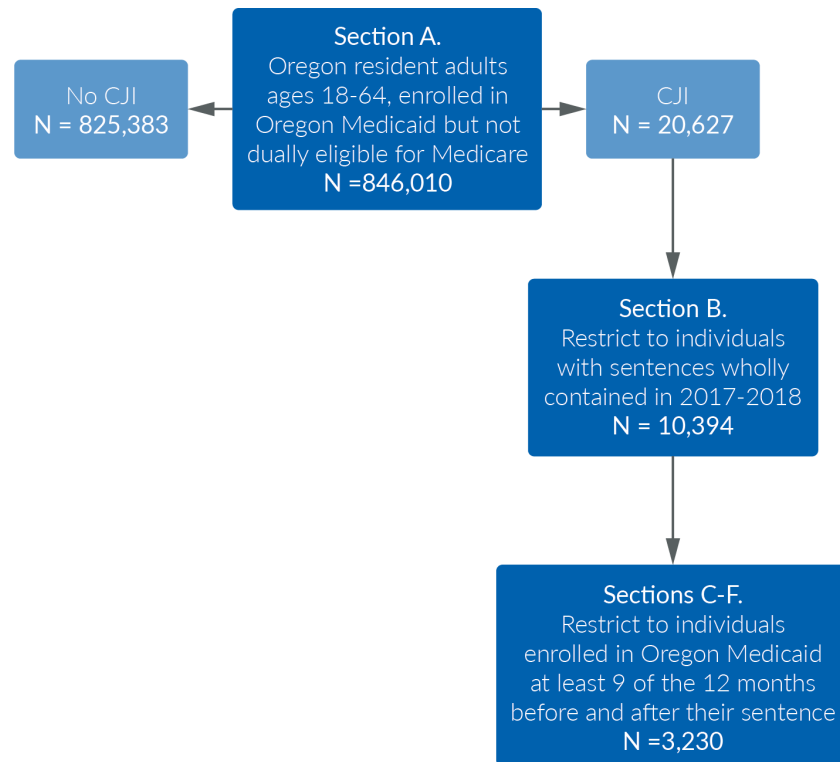 Section A.
Oregon resident adults
ages 18-64, enrolled in
Oregon Medicaid but not
dually eligible for Medicare
N =846,010
No CJI
N = 825,383
CJI
N = 20,627
Section B.
Restrict to individuals
with sentences wholly
contained in 2017-2018
N = 10,394
Sections C-F.
Restrict to individuals
enrolled in Oregon Medicaid
at least 9 of the 12 months
before and after their sentence
N =3,230